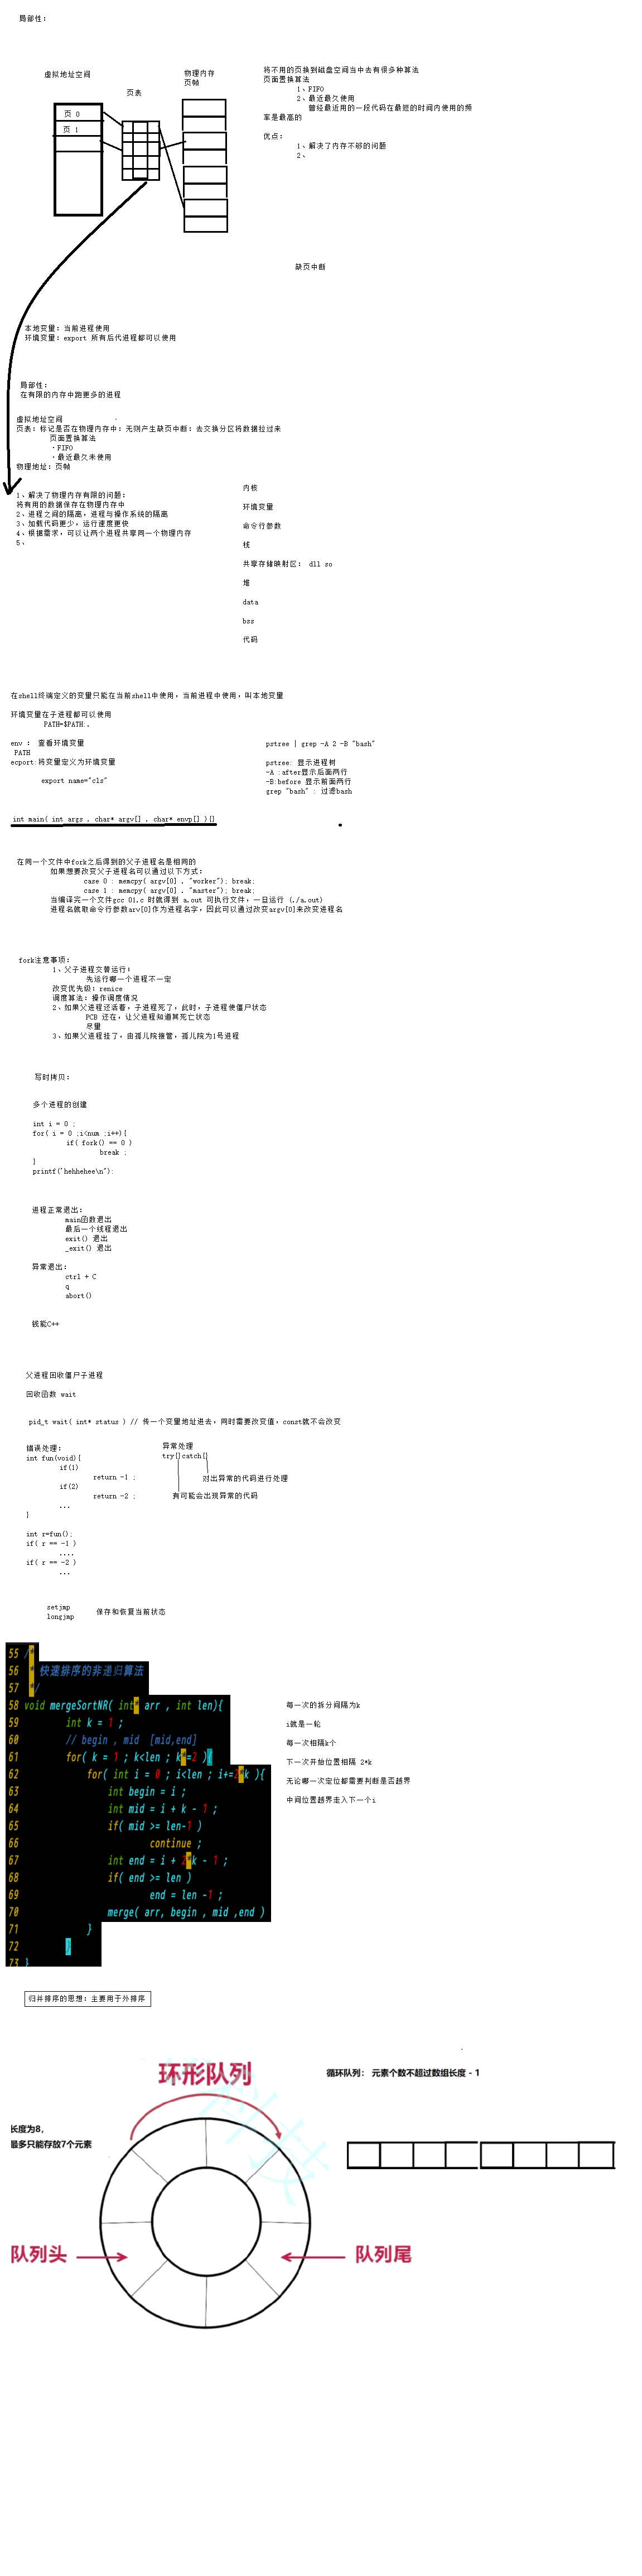 局部性：
虚拟地址空间
页表
物理内存
页帧
页 0
页 1
将不用的页换到磁盘空间当中去有很多种算法
页面置换算法
1、FIFO
2、最近最久使用
曾经最近用的一段代码在最短的时间内使用的频
率是最高的
优点：
1、解决了内存不够的问题
2、
缺页中断
本地变量：当前进程使用
环境变量：export 所有后代进程都可以使用
局部性：
在有限的内存中跑更多的进程
虚拟地址空间
页表：标记是否在物理内存中：无则产生缺页中断：去交换分区将数据拉过来
页面置换算法
·FIFO
·最近最久未使用
物理地址：页帧
1、解决了物理内存有限的问题：
将有用的数据保存在物理内存中
2、进程之间的隔离，进程与操作系统的隔离
3、加载代码更少，运行速度更快
4、根据需求，可以让两个进程共享同一个物理内存
5、
内核
环境变量
命令行参数
栈
共享存储映射区： dll so
堆
data
bss
代码
在shell终端定义的变量只能在当前shell中使用，当前进程中使用，叫本地变量
环境变量在子进程都可以使用
PATH=$PATH:.
env ： 查看环境变量
PATH
ecport:将变量定义为环境变量
export name="cls"
pstree | grep -A 2 -B "bash"
pstree: 显示进程树
-A :after显示后面两行
-B:before 显示前面两行
grep "bash" : 过滤bash
int main( int args , char* argv[] , char* envp[] ){}
在同一个文件中fork之后得到的父子进程名是相同的
如果想要改变父子进程名可以通过以下方式：
case 0 : memcpy( argv[0] , "worker"); break;
case 1 : memcpy( argv[0] , "master"); break;
当编译完一个文件gcc 01.c 时就得到 a.out 可执行文件，一旦运行 (./a.out)
进程名就取命令行参数arv[0]作为进程名字，因此可以通过改变argv[0]来改变进程名
fork注意事项：
1、父子进程交替运行：
先运行哪一个进程不一定
改变优先级：renice
调度算法：操作调度情况
2、如果父进程还活着，子进程死了，此时，子进程使僵尸状态
PCB 还在，让父进程知道其死亡状态
尽量
3、如果父进程挂了，由孤儿院接管，孤儿院为1号进程
写时拷贝：
多个进程的创建
int i = 0 ;
for( i = 0 ;i<num ;i++){
if( fork() == 0 )
break ;
}
printf("hehhehee\n");
进程正常退出：
main函数退出
最后一个线程退出
exit() 退出
_exit() 退出
异常退出：
ctrl + C
q
abort()
钱能C++
父进程回收僵尸子进程
回收函数 wait
pid_t wait( int* status ) // 传一个变量地址进去，同时需要改变值，const就不会改变
错误处理：
int fun(void){
if(1)
return -1 ;
if(2)
return -2 ;
...
}
int r=fun();
if( r == -1 )
....
if( r == -2 )
...
异常处理
try{}catch{}
对出异常的代码进行处理
有可能会出现异常的代码
setjmp
longjmp
保存和恢复当前状态
55 /*
56 * 快速排序的非递归算法
57 */
58 void mergeSortNR( int* arr , int len){
59 int k = 1 ;
60 // begin , mid [mid,end]
61 for( k = 1 ; k<len ; k*=2 ){
62 for( int i = 0 ; i<len ; i+=2*k ){
63 int begin = i ;
64 int mid = i + k - 1 ;
65 if( mid >= len-1 )
66 continue ;
67 int end = i + 2*k - 1 ;
68 if( end >= len )
69 end = len -1 ;
70 merge( arr, begin , mid ,end )
71 }
72 }
73 }
每一次的拆分间隔为k
i就是一轮
每一次相隔k个
下一次开始位置相隔 2*k
无论哪一次定位都需要判断是否越界
中间位置越界走入下一个i
归并排序的思想：主要用于外排序
环形队列
循环队列： 元素个数不超过数组长度 - 1
长度为8，
最多只能存放7个元素
队列头
队列尾
科技